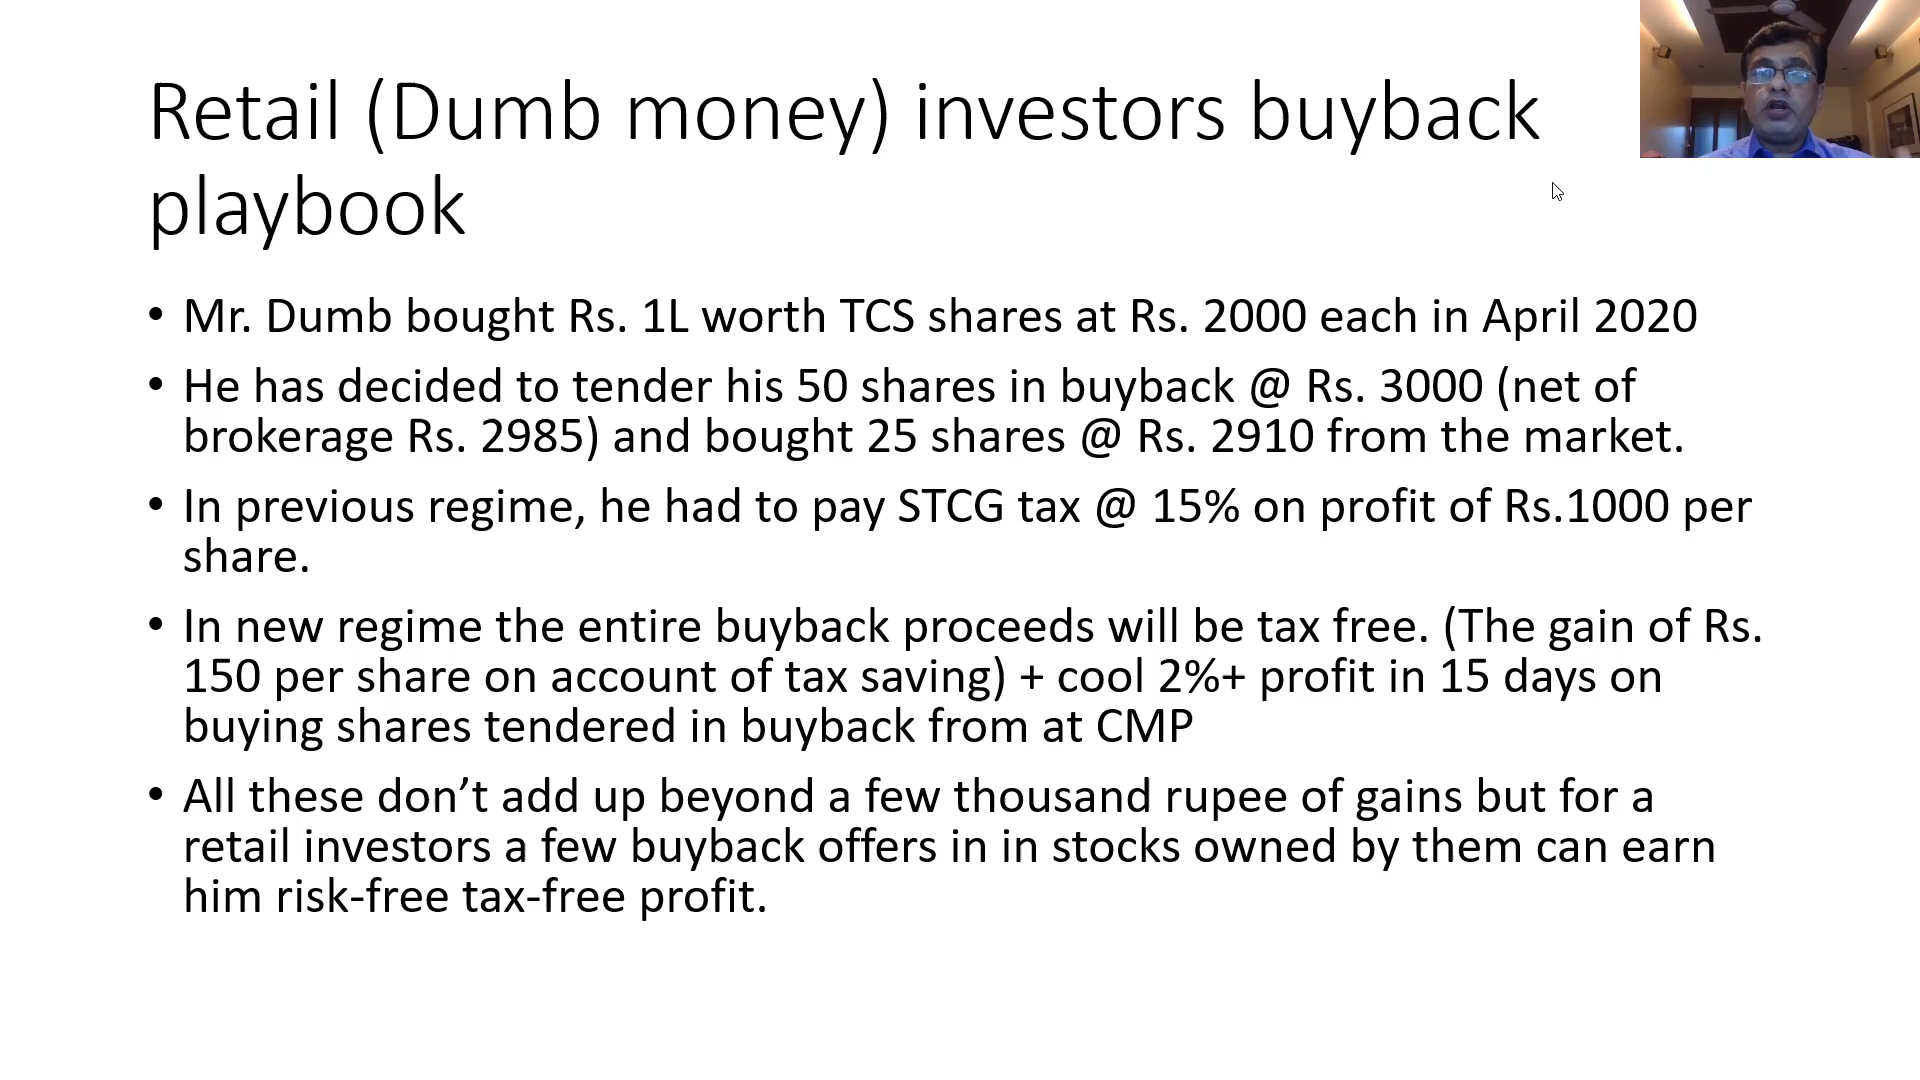 Retail (Dumb money) investors buyback
playbook
• Mr. Dumb bought Rs. 1L worth TCS shares at Rs. 2000 each in April 2020
• He has decided to tender his 50 shares in buyback @ Rs. 3000 (net of
brokerage Rs. 2985) and bought 25 shares @ Rs. 2910 from the market.
• In previous regime, he had to pay STCG tax @ 15% on profit of Rs.1000 per
share.
• In new regime the entire buyback proceeds will be tax free. (The gain of Rs.
150 per share on account of tax saving) + cool 2%+ profit in 15 days on
buying shares tendered in buyback from at CMP
• All these don’t add up beyond a few thousand rupee of gains but for a
retail investors a few buyback offers in in stocks owned by them can earn
him risk-free tax-free profit.